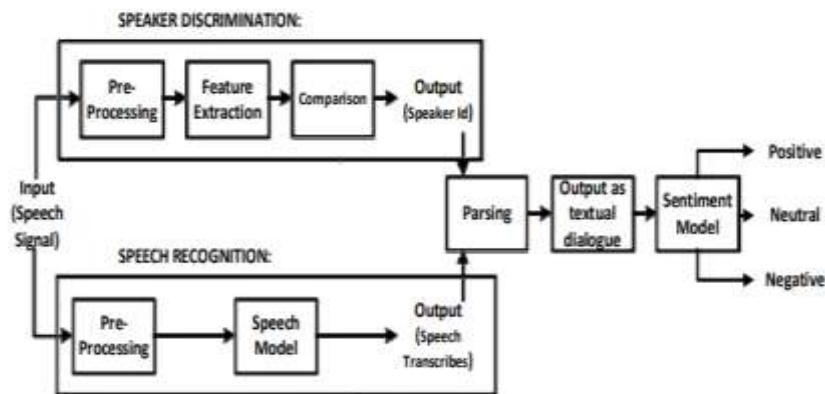 SPEAKER DISCRIMINATION:
Pre-
Processing
Feature
Extraction
Comparison
Output
(Speaker Id)
Input
(Speech
Signal)
Parsing
Output as
textual
dialogue
Sentiment
Model
Positive
Neutral
Negative
SPEECH RECOGNITION:
Pre-
Processing
Speech
Model
Output
(Speech
Transcribes)